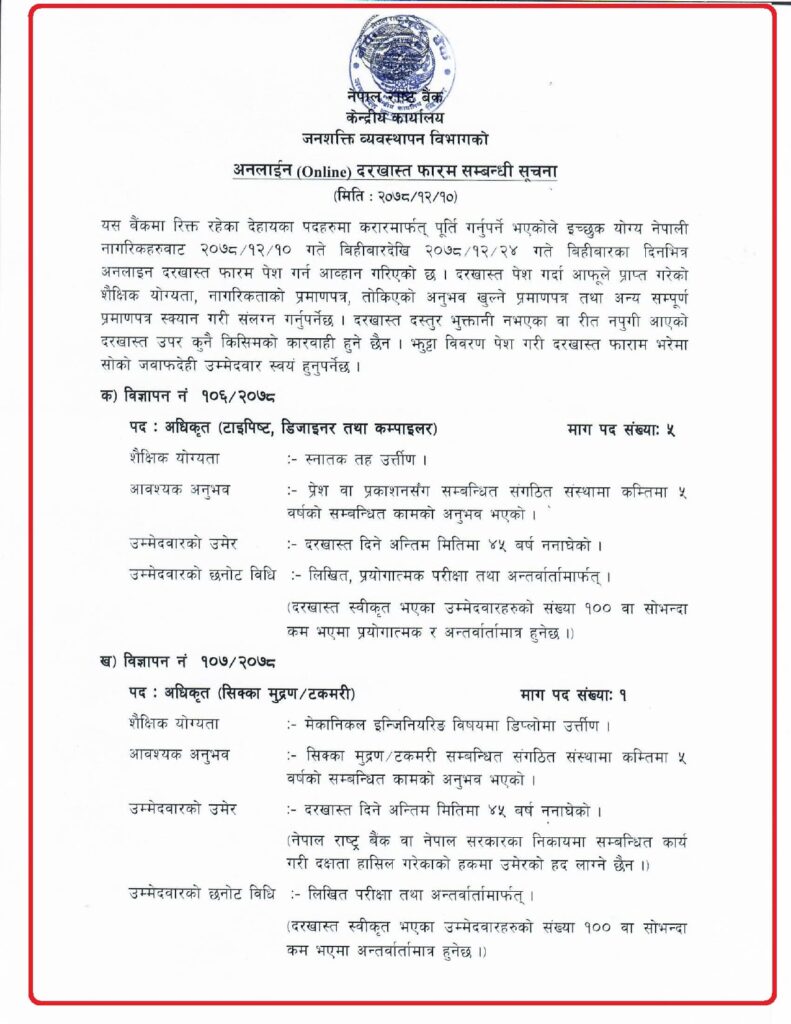 नेपाल राष्ट्र बैंक
केन्द्रीय कार्यालय
जनशक्ति व्यवस्थापन विभागको
अनलाईन (Online) दरखास्त फारम सम्बन्धी सूचना
(मिति : २०७८/१२/१०)
यस बैंकमा रिक्त रहेका देहायका पदहरुमा करारमार्फत् पूर्ति गर्नुपर्ने भएकोले इच्छुक योग्य नेपाली
नागरिकहरुवाट २०७८/१२/१० गते बिहीबारदेखि २०७८/१२/२४ गते बिहीबारका दिनभित्र
अनलाइन दरखास्त फारम पेश गर्न आव्हान गरिएको छ । दरखास्त पेश गर्दा आफूले प्राप्त गरेको
शैक्षिक योग्यता, नागरिकताको प्रमाणपत्र, तोकिएको अनुभव खुल्ने प्रमाणपत्र तथा अन्य सम्पूर्ण
प्रमाणपत्र स्क्यान गरी संलग्न गर्नुपर्नेछ । दरखास्त दस्तुर भुक्तानी नभएका वा रीत नपुगी आएको
दरखास्त उपर कुनै किसिमको कारवाही हुने छैन । झुट्टा विवरण पेश गरी दरखास्त फाराम भरेमा
सोको जवाफदेही उम्मेदवार स्वयं हुनुपर्नेछ ।
क) विज्ञापन नं १०६/२०७८
पद : अधिकृत (टाइपिष्ट, डिजाइनर तथा कम्पाइलर) माग पद संख्याः ५
शैक्षिक योग्यता :- स्नातक तह उर्त्तीण ।
आवश्यक अनुभव :- प्रेश वा प्रकाशनसंग सम्बन्धित संगठित संस्थामा कम्तिमा ५
वर्षको सम्बन्धित कामको अनुभव भएको ।
उम्मेदवारको उमेर :- दरखास्त दिने अन्तिम मितिमा ४५ बर्ष ननाघेको ।
उम्मेदवारको छनोट विधि :- लिखित, प्रयोगात्मक परीक्षा तथा अन्तर्वार्तामार्फत् ।
(दरखास्त स्वीकृत भएका उम्मेदवारहरुको संख्या १०० वा सोभन्दा
कम भएमा प्रयोगात्मक र अन्तर्वार्तामात्र हुनेछ ।)
ख) विज्ञापन नं १०७/२०७८
पद : अधिकृत (सिक्का मुद्रण/टकमरी) माग पद संख्याः १
शैक्षिक योग्यता :- मेकानिकल इन्जिनियरिङ विषयमा डिप्लोमा उर्त्तीण ।
आवश्यक अनुभव :- सिक्का मुद्रण/टकमरी सम्बन्धित संगठित संस्थामा कम्तिमा ५
वर्षको सम्बन्धित कामको अनुभव भएको ।
उम्मेदवारको उमेर :- दरखास्त दिने अन्तिम मितिमा ४५ बर्ष ननाघेको ।
(नेपाल राष्ट्र बैंक वा नेपाल सरकारका निकायमा सम्बन्धित कार्य
गरी दक्षता हासिल गरेकाको हकमा उमेरको हद लाग्ने छैन ।)
उम्मेदवारको छनोट विधि :- लिखित परीक्षा तथा अन्तर्वार्तामार्फत् ।
(दरखास्त स्वीकृत भएका उम्मेदवारहरुको संख्या १०० वा सोभन्दा
कम भएमा अन्तर्वार्तामात्र हुनेछ ।)